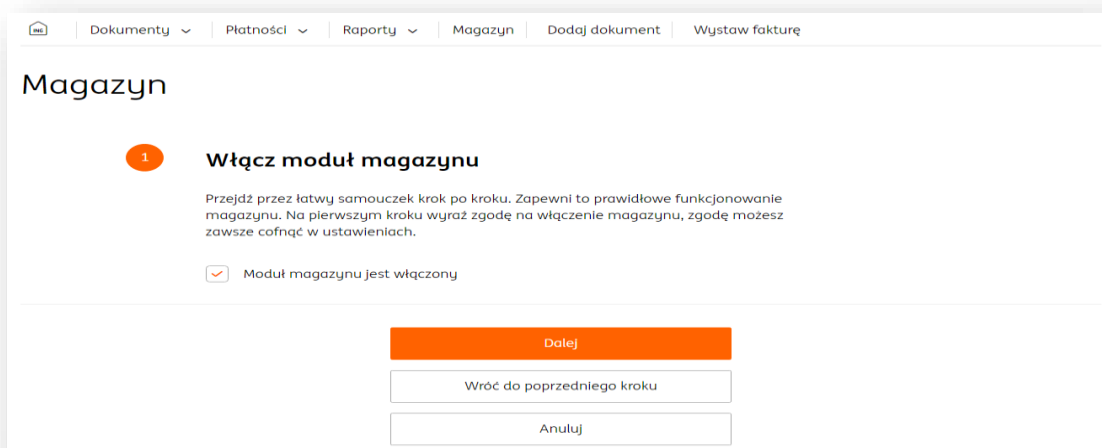 ING Dokumenty Płatności Raporty Magazyn Dodaj dokument Wystaw fakturę
Magazyn
1 Włącz moduł magazynu
Przejdź przez łatwy samouczek krok po kroku. Zapewni to prawidłowe funkcjonowanie
magazynu. Na pierwszym kroku wyraź zgodę na włączenie magazynu, zgodę możesz
zawsze cofnąć w ustawieniach.
Moduł magazynu jest włączony
Dalej
Wróć do poprzedniego kroku
Anuluj